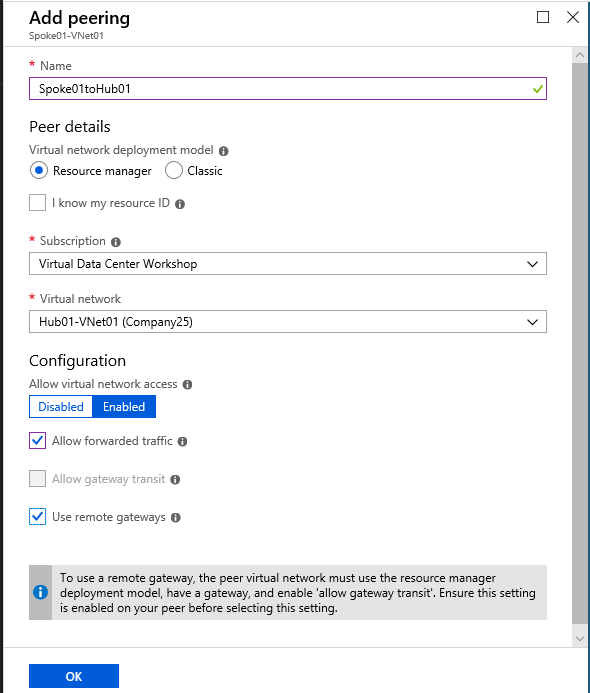 Add peering
Spoke01-VNet01
* Name
Spoke01toHub01
Peer details
Virtual network deployment model
Resource manager
Classic
I know my resource ID
* Subscription
Virtual Data Center Workshop
* Virtual network
Hub01-VNet01 (Company25)
Configuration
Allow virtual network access
Disabled
Enabled
Allow forwarded traffic
Allow gateway transit
Use remote gateways
To use a remote gateway, the peer virtual network must use the resource manager
deployment model, have a gateway, and enable 'allow gateway transit'. Ensure this setting
is enabled on your peer before selecting this setting.
OK